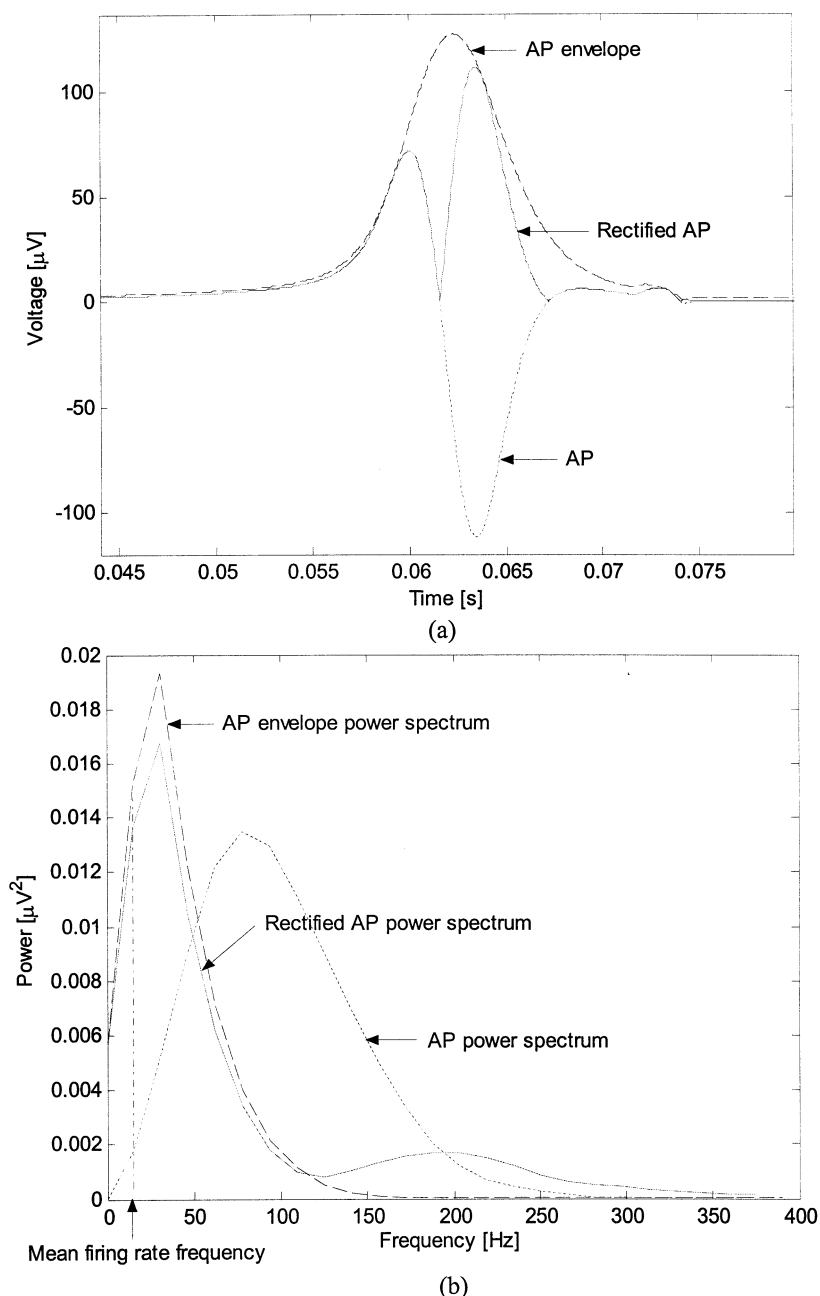 AP envelope
100
50
Rectified AP
Voltage [µV]
0
-50
AP
-100
0.045 0.05 0.055 0.06 0.065 0.07 0.075
Time [s]
(a)
0.02
0.018
AP envelope power spectrum
0.016
0.014
0.012
Rectified AP power spectrum
Power [µV2]
0.01
0.008
AP power spectrum
0.006
0.004
0.002
0
0 50 100 150 200 250 300 350 400
Mean firing rate frequency
Frequency [Hz]
(b)